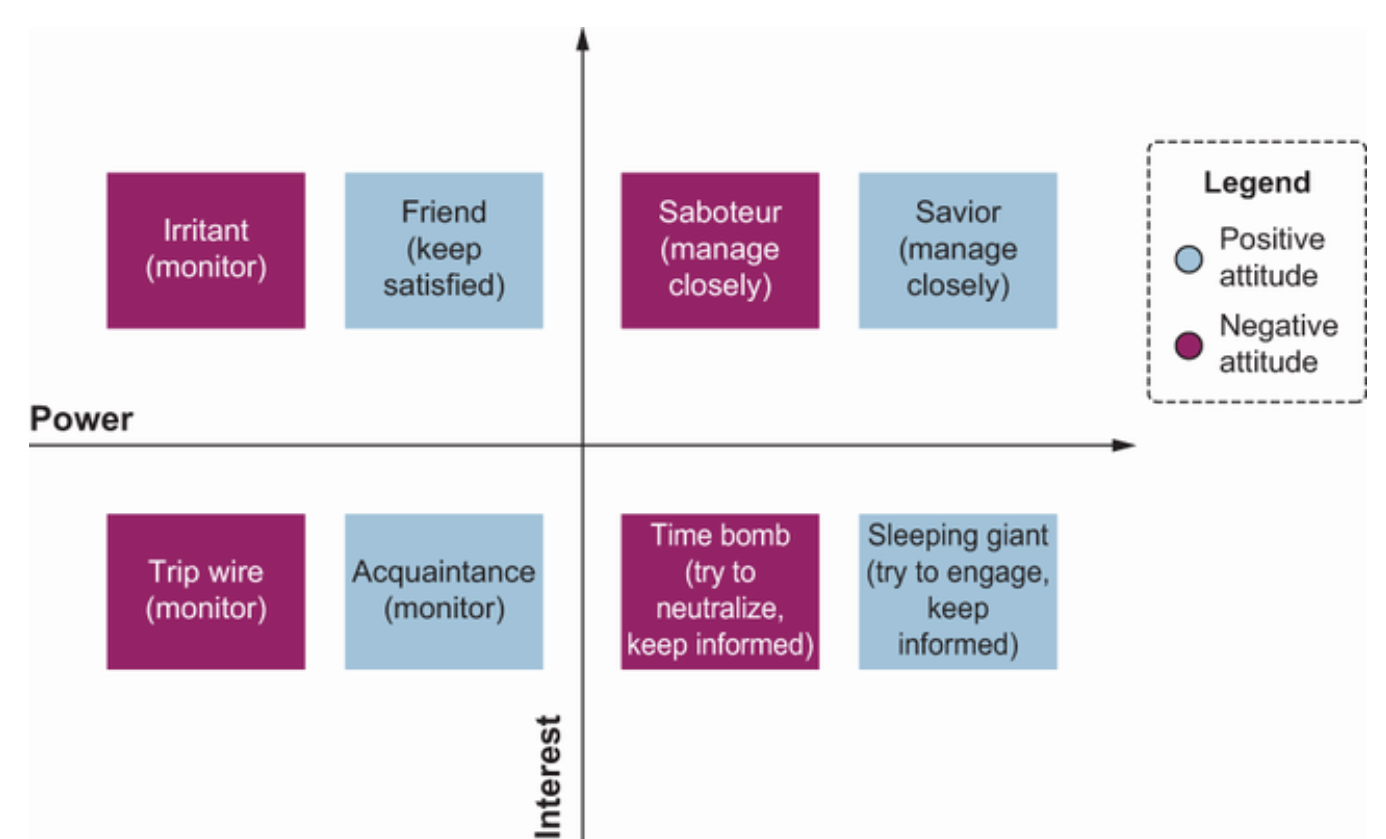 Irritant
(monitor)
Friend
(keep
satisfied)
Saboteur
(manage
closely)
Savior
(manage
closely)
Legend
Positive
attitude
Negative
attitude
Power
Trip wire
(monitor)
Acquaintance
(monitor)
Time bomb
(try to
neutralize,
keep informed)
Sleeping giant
(try to engage,
keep
informed)
Interest